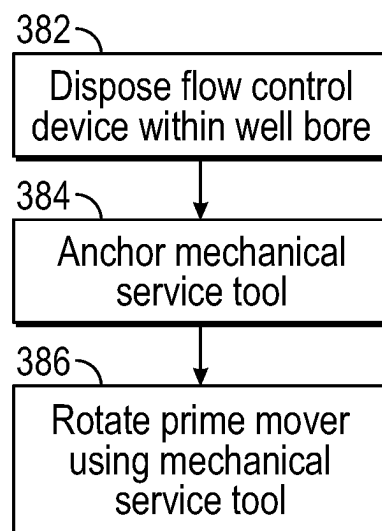 382
Dispose flow control
device within well bore
384
Anchor mechanical
service tool
386
Rotate prime mover
using mechanical
service tool